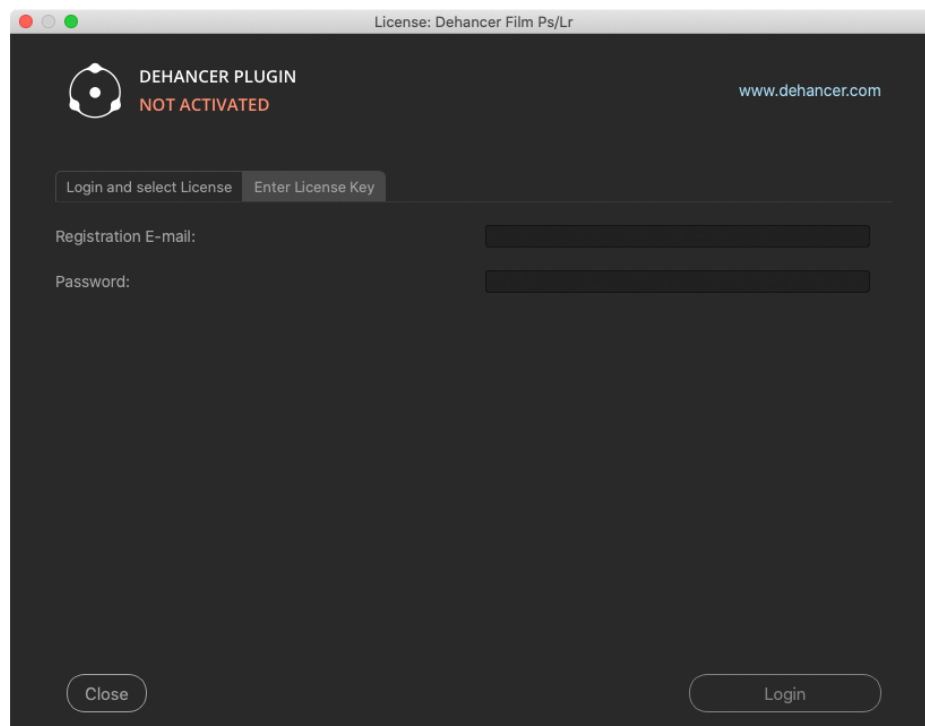 License: Dehancer Film Ps/Lr
DEHANCER PLUGIN
NOT ACTIVATED
www.dehancer.com
Login and select License
Enter License Key
Registration E-mail:
Password:
Close
Login